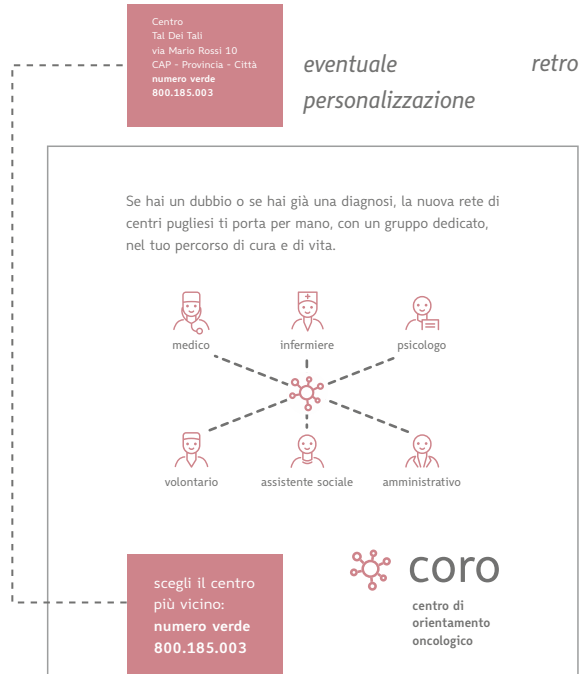 Centro
Tal Dei Tali
via Mario Rossi 10
CAP - Provincia - Città
numero verde
800.185.003
eventuale retro
personalizzazione
Se hai un dubbio o se hai già una diagnosi, la nuova rete di
centri pugliesi ti porta per mano, con un gruppo dedicato,
nel tuo percorso di cura e di vita.
medico infermiere psicologo
volontario assistente sociale amministrativo
scegli il centro
più vicino:
numero verde
800.185.003
coro
centro di
orientamento
oncologico